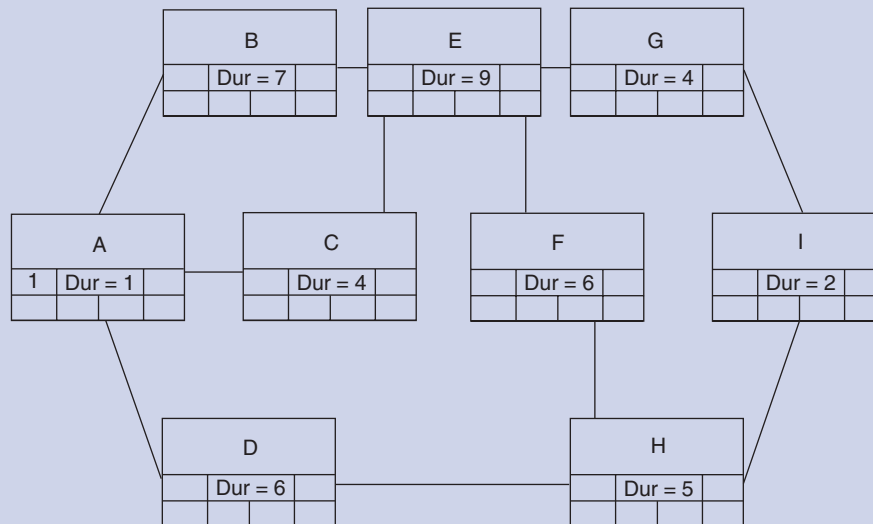 B
Dur = 7
E
Dur = 9
G
Dur = 4
A
1 Dur = 1
C
Dur = 4
F
Dur = 6
I
Dur = 2
D
Dur = 6
H
Dur = 5